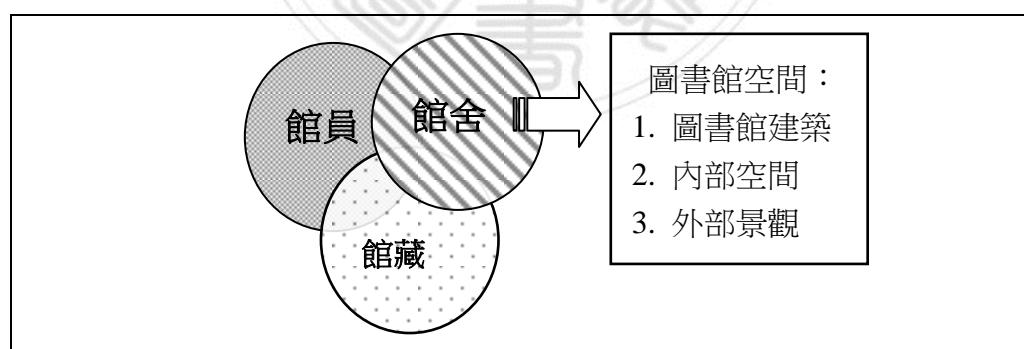 館員
館舍
館藏
圖書館空間：
1. 圖書館建築
2. 內部空間
3. 外部景觀